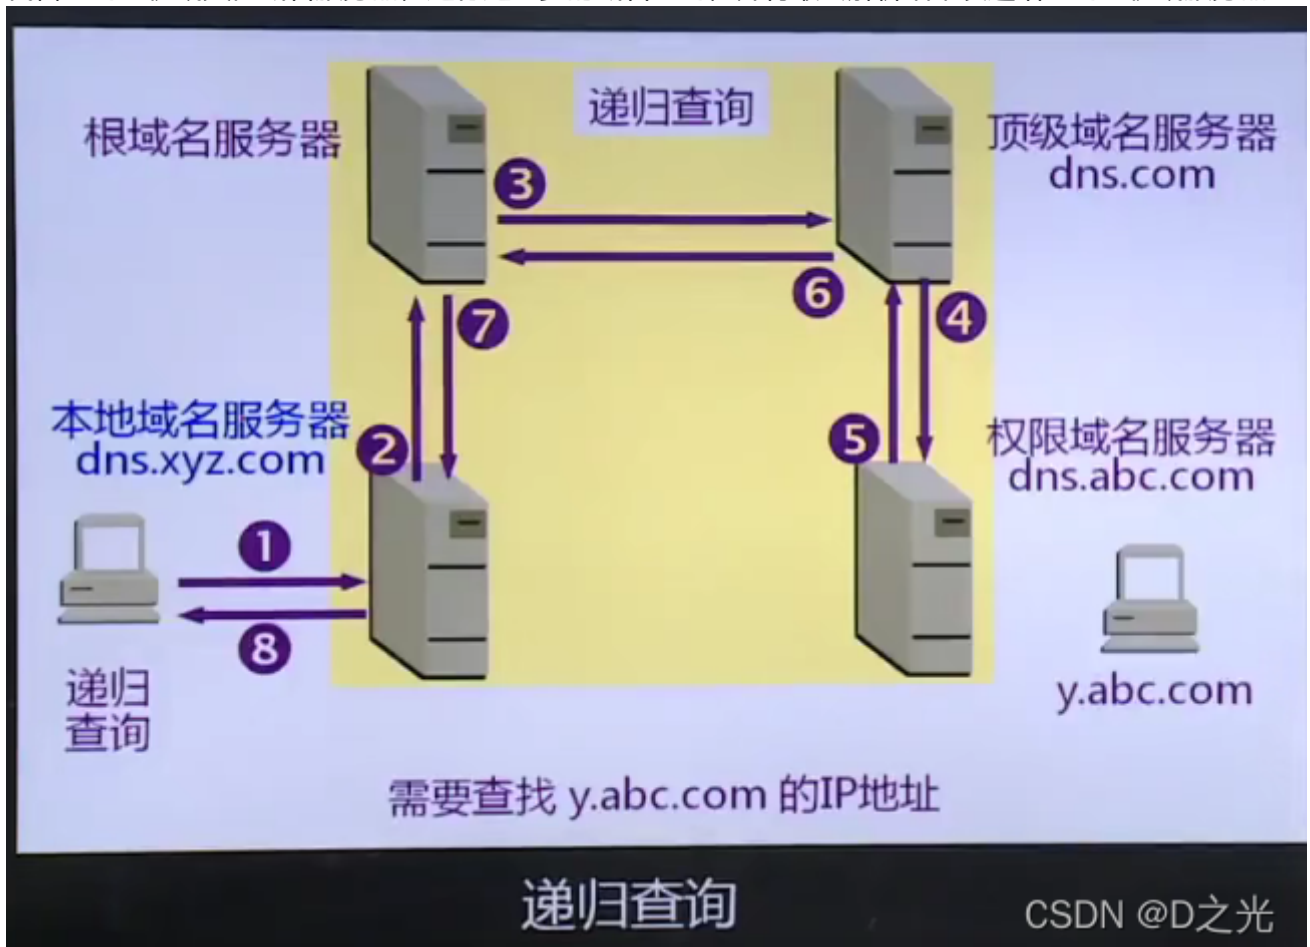 递归查询
根域名服务器
顶级域名服务器
dns.com
3
6
7
4
本地域名服务器
dns.xyz.com
2
5
权限域名服务器
dns.abc.com
1
8
递归
查询
y.abc.com
需要查找 y.abc.com 的IP地址
递归查询
CSDN @D之光